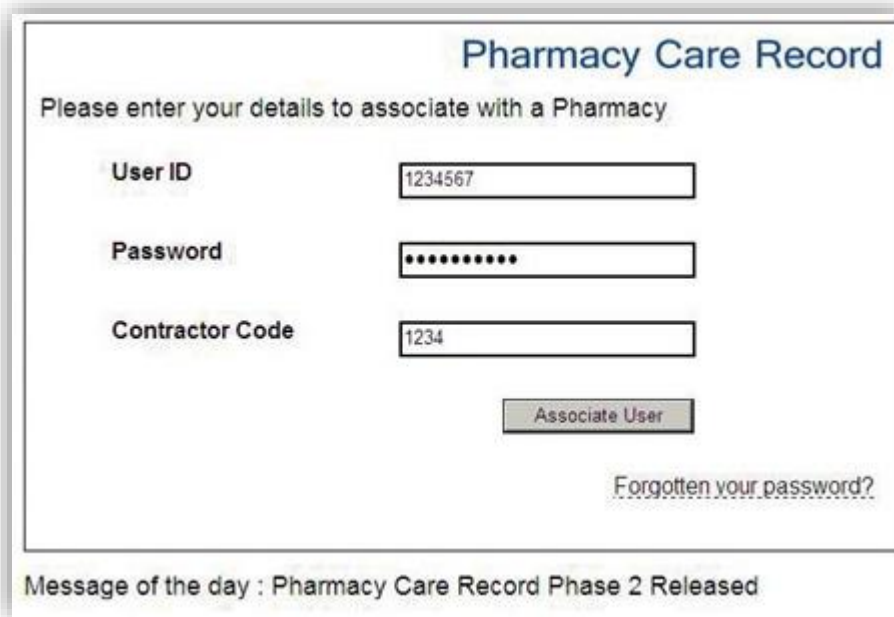 Pharmacy Care Record
Please enter your details to associate with a Pharmacy
User ID
1234567
Password
••••••••••
Contractor Code
1234
Associate User
Forgotten your password?
Message of the day : Pharmacy Care Record Phase 2 Released